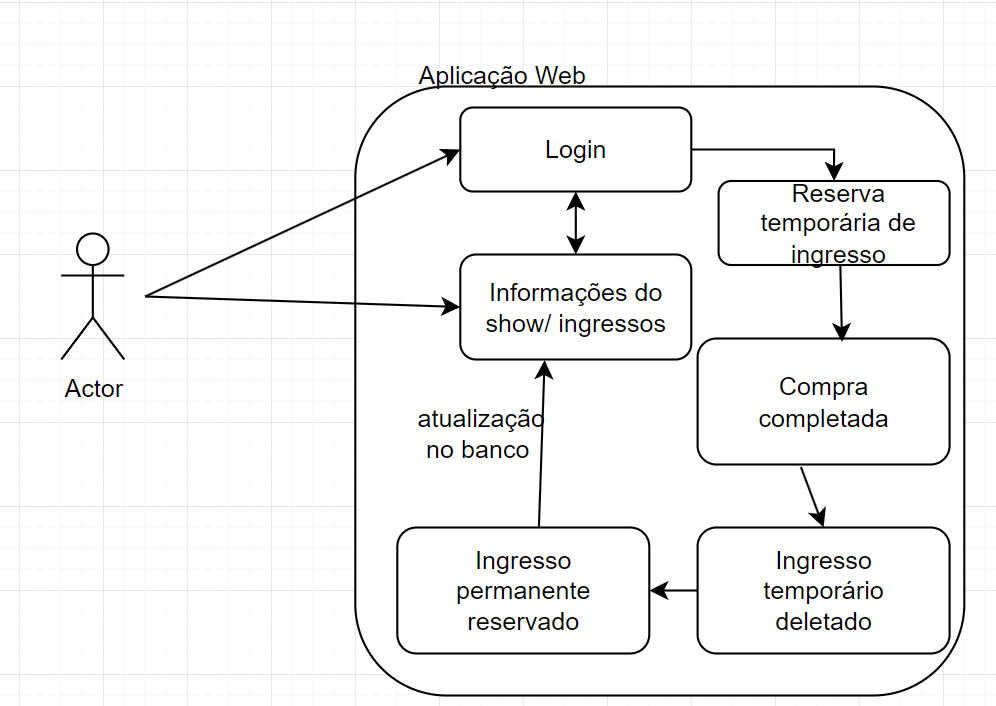 Aplicação Web
Login
Reserva
temporária de
ingresso
Informações do
show/ ingressos
Actor
Compra
completada
atualização
no banco
Ingresso
permanente
reservado
Ingresso
temporário
deletado